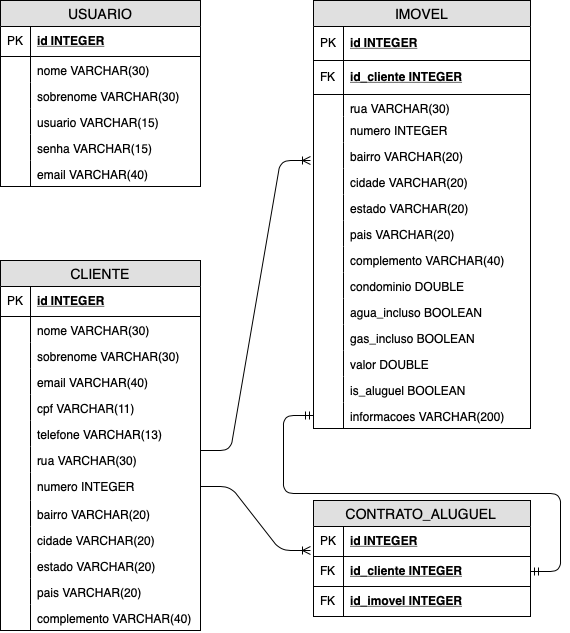 USUARIO
PK id INTEGER
nome VARCHAR(30)
sobrenome VARCHAR(30)
usuario VARCHAR(15)
senha VARCHAR(15)
email VARCHAR(40)
CLIENTE
PK id INTEGER
nome VARCHAR(30)
sobrenome VARCHAR(30)
email VARCHAR(40)
cpf VARCHAR(11)
telefone VARCHAR(13)
rua VARCHAR(30)
numero INTEGER
bairro VARCHAR(20)
cidade VARCHAR(20)
estado VARCHAR(20)
pais VARCHAR(20)
complemento VARCHAR(40)
IMOVEL
PK id INTEGER
FK id_cliente INTEGER
rua VARCHAR(30)
numero INTEGER
bairro VARCHAR(20)
cidade VARCHAR(20)
estado VARCHAR(20)
pais VARCHAR(20)
complemento VARCHAR(40)
condominio DOUBLE
agua_incluso BOOLEAN
gas_incluso BOOLEAN
valor DOUBLE
is_aluguel BOOLEAN
informacoes VARCHAR(200)
CONTRATO_ALUGUEL
PK id INTEGER
FK id_cliente INTEGER
FK id_imovel INTEGER